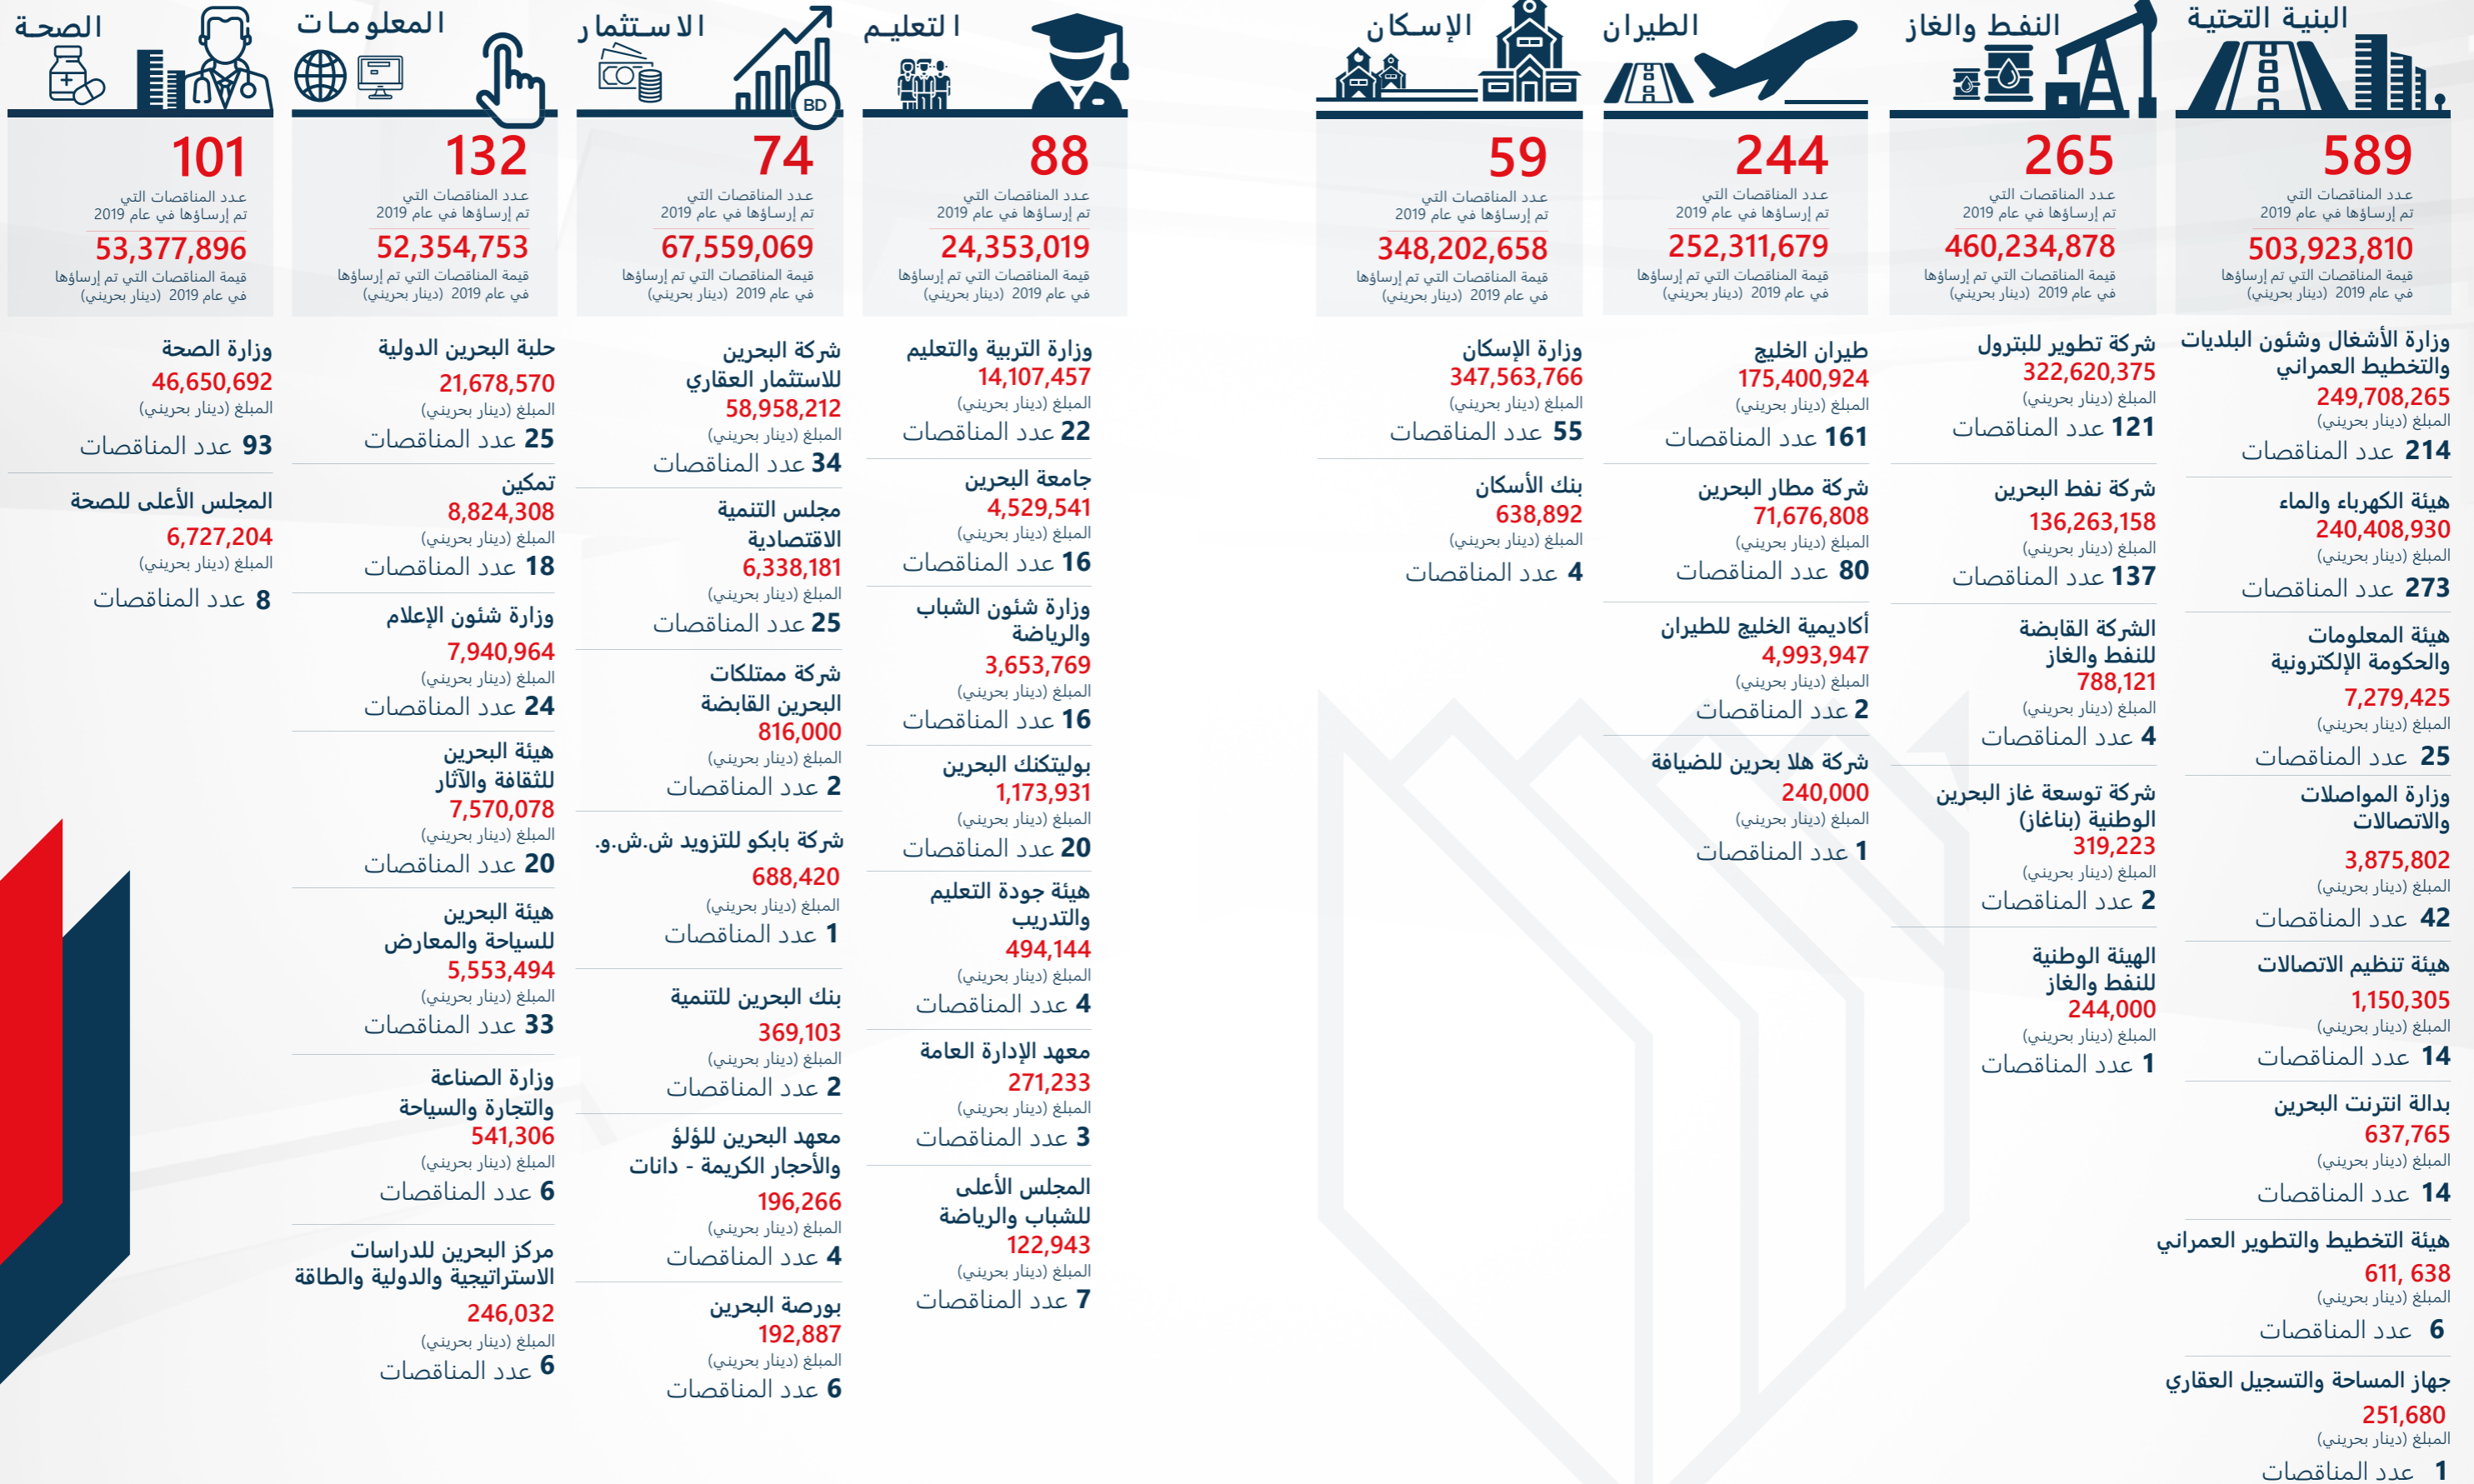 البنية التحتية
589
عدد المناقصات التي
تم إرساؤها في عام 2019
503,923,810
قيمة المناقصات التي تم إرساؤها
في عام 2019 (دينار بحريني)
وزارة الأشغال وشئون البلديات
والتخطيط العمراني
249,708,265
المبلغ (دينار بحريني)
214 عدد المناقصات
هيئة الكهرباء والماء
240,408,930
المبلغ (دينار بحريني)
273 عدد المناقصات
هيئة المعلومات
والحكومة الإلكترونية
7,279,425
المبلغ (دينار بحريني)
25 عدد المناقصات
وزارة المواصلات
والاتصالات
3,875,802
المبلغ (دينار بحريني)
42 عدد المناقصات
هيئة تنظيم الاتصالات
1,150,305
المبلغ (دينار بحريني)
14 عدد المناقصات
بدالة انترنت البحرين
637,765
المبلغ (دينار بحريني)
14 عدد المناقصات
هيئة التخطيط والتطوير العمراني
611, 638
المبلغ (دينار بحريني)
6 عدد المناقصات
جهاز المساحة والتسجيل العقاري
251,680
المبلغ (دينار بحريني)
1 عدد المناقصات
النفط والغاز
265
عدد المناقصات التي
تم إرساؤها في عام 2019
460,234,878
قيمة المناقصات التي تم إرساؤها
في عام 2019 (دينار بحريني)
شركة تطوير للبترول
322,620,375
المبلغ (دينار بحريني)
121 عدد المناقصات
شركة نفط البحرين
136,263,158
المبلغ (دينار بحريني)
137 عدد المناقصات
الشركة القابضة
للنفط والغاز
788,121
المبلغ (دينار بحريني)
4 عدد المناقصات
شركة توسعة غاز البحرين
الوطنية (بناغاز)
319,223
المبلغ (دينار بحريني)
2 عدد المناقصات
الهيئة الوطنية
للنفط والغاز
244,000
المبلغ (دينار بحريني)
1 عدد المناقصات
الطيران
244
عدد المناقصات التي
تم إرساؤها في عام 2019
252,311,679
قيمة المناقصات التي تم إرساؤها
في عام 2019 (دينار بحريني)
طيران الخليج
175,400,924
المبلغ (دينار بحريني)
161 عدد المناقصات
شركة مطار البحرين
71,676,808
المبلغ (دينار بحريني)
80 عدد المناقصات
أكاديمية الخليج للطيران
4,993,947
المبلغ (دينار بحريني)
2 عدد المناقصات
شركة هلا بحرين للضيافة
240,000
المبلغ (دينار بحريني)
1 عدد المناقصات
الإسكان
59
عدد المناقصات التي
تم إرساؤها في عام 2019
348,202,658
قيمة المناقصات التي تم إرساؤها
في عام 2019 (دينار بحريني)
وزارة الإسكان
347,563,766
المبلغ (دينار بحريني)
55 عدد المناقصات
بنك الأسكان
638,892
المبلغ (دينار بحريني)
4 عدد المناقصات
التعليم
88
عدد المناقصات التي
تم إرساؤها في عام 2019
24,353,019
قيمة المناقصات التي تم إرساؤها
في عام 2019 (دينار بحريني)
وزارة التربية والتعليم
14,107,457
المبلغ (دينار بحريني)
22 عدد المناقصات
جامعة البحرين
4,529,541
المبلغ (دينار بحريني)
16 عدد المناقصات
وزارة شئون الشباب
والرياضة
3,653,769
المبلغ (دينار بحريني)
16 عدد المناقصات
بوليتكنك البحرين
1,173,931
المبلغ (دينار بحريني)
20 عدد المناقصات
هيئة جودة التعليم
والتدريب
494,144
المبلغ (دينار بحريني)
4 عدد المناقصات
معهد الإدارة العامة
271,233
المبلغ (دينار بحريني)
3 عدد المناقصات
المجلس الأعلى
للشباب والرياضة
122,943
المبلغ (دينار بحريني)
7 عدد المناقصات
الاستثمار
BD
74
عدد المناقصات التي
تم إرساؤها في عام 2019
67,559,069
قيمة المناقصات التي تم إرساؤها
في عام 2019 (دينار بحريني)
شركة البحرين
للاستثمار العقاري
58,958,212
المبلغ (دينار بحريني)
34 عدد المناقصات
مجلس التنمية
الاقتصادية
6,338,181
المبلغ (دينار بحريني)
25 عدد المناقصات
شركة ممتلكات
البحرين القابضة
816,000
المبلغ (دينار بحريني)
2 عدد المناقصات
شركة بابكو للتزويد ش.ش.و.
688,420
المبلغ (دينار بحريني)
1 عدد المناقصات
بنك البحرين للتنمية
369,103
المبلغ (دينار بحريني)
2 عدد المناقصات
معهد البحرين للؤلؤ
والأحجار الكريمة - دانات
196,266
المبلغ (دينار بحريني)
4 عدد المناقصات
بورصة البحرين
192,887
المبلغ (دينار بحريني)
6 عدد المناقصات
المعلومات
132
عدد المناقصات التي
تم إرساؤها في عام 2019
52,354,753
قيمة المناقصات التي تم إرساؤها
في عام 2019 (دينار بحريني)
حلبة البحرين الدولية
21,678,570
المبلغ (دينار بحريني)
25 عدد المناقصات
تمكين
8,824,308
المبلغ (دينار بحريني)
18 عدد المناقصات
وزارة شئون الإعلام
7,940,964
المبلغ (دينار بحريني)
24 عدد المناقصات
هيئة البحرين
للثقافة والآثار
7,570,078
المبلغ (دينار بحريني)
20 عدد المناقصات
هيئة البحرين
للسياحة والمعارض
5,553,494
المبلغ (دينار بحريني)
33 عدد المناقصات
وزارة الصناعة
والتجارة والسياحة
541,306
المبلغ (دينار بحريني)
6 عدد المناقصات
مركز البحرين للدراسات
الاستراتيجية والدولية والطاقة
246,032
المبلغ (دينار بحريني)
6 عدد المناقصات
الصحة
101
عدد المناقصات التي
تم إرساؤها في عام 2019
53,377,896
قيمة المناقصات التي تم إرساؤها
في عام 2019 (دينار بحريني)
وزارة الصحة
46,650,692
المبلغ (دينار بحريني)
93 عدد المناقصات
المجلس الأعلى للصحة
6,727,204
المبلغ (دينار بحريني)
8 عدد المناقصات